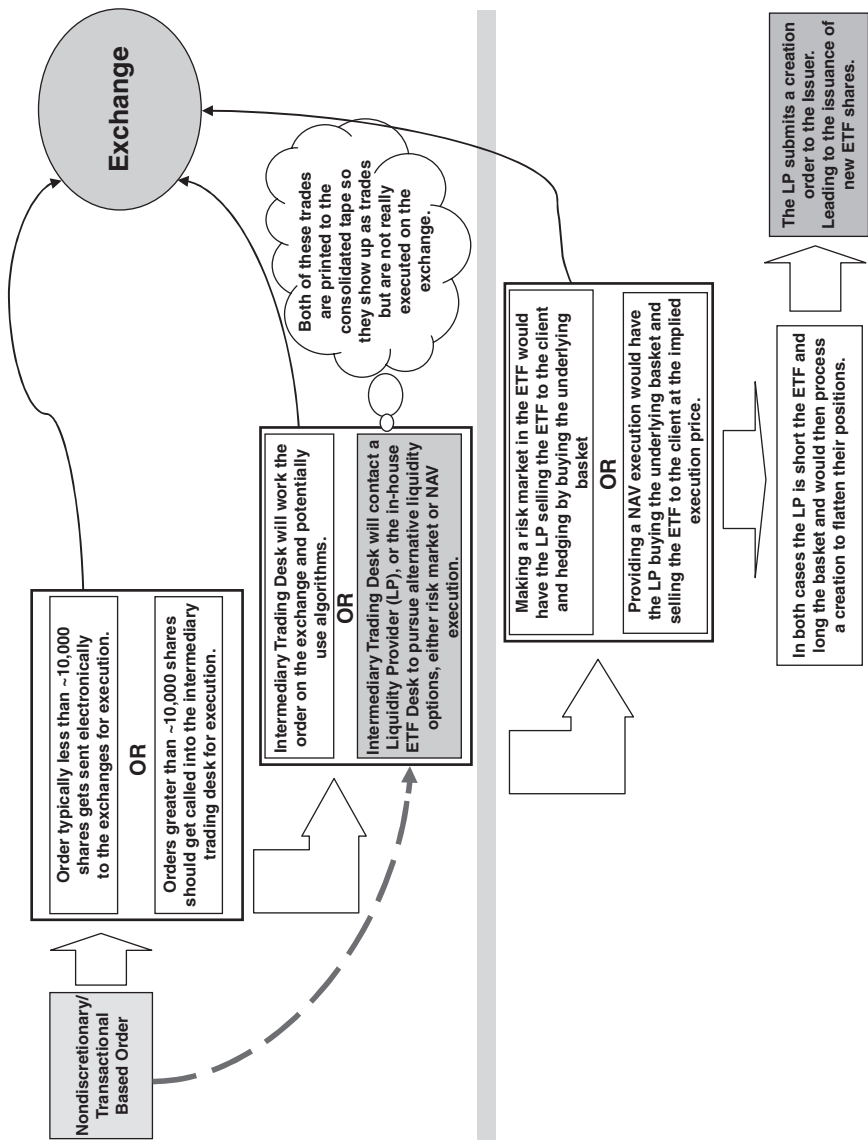 Nondiscretionary/
Transactional
Based Order
Order typically less than ~10,000
shares gets sent electronically
to the exchanges for execution.
OR
Orders greater than ~10,000 shares
should get called into the intermediary
trading desk for execution.
Exchange
Intermediary Trading Desk will work the
order on the exchange and potentially
use algorithms.
OR
Intermediary Trading Desk will contact a
Liquidity Provider (LP), or the in-house
ETF Desk to pursue alternative liquidity
options, either risk market or NAV
execution.
Both of these trades
are printed to the
consolidated tape so
they show up as trades
but are not really
executed on the
exchange.
Making a risk market in the ETF would
have the LP selling the ETF to the client
and hedging by buying the underlying
basket
OR
Providing a NAV execution would have
the LP buying the underlying basket and
selling the ETF to the client at the implied
execution price.
In both cases the LP is short the ETF and
long the basket and would then process
a creation to flatten their positions.
The LP submits a creation
order to the Issuer.
Leading to the issuance of
new ETF shares.